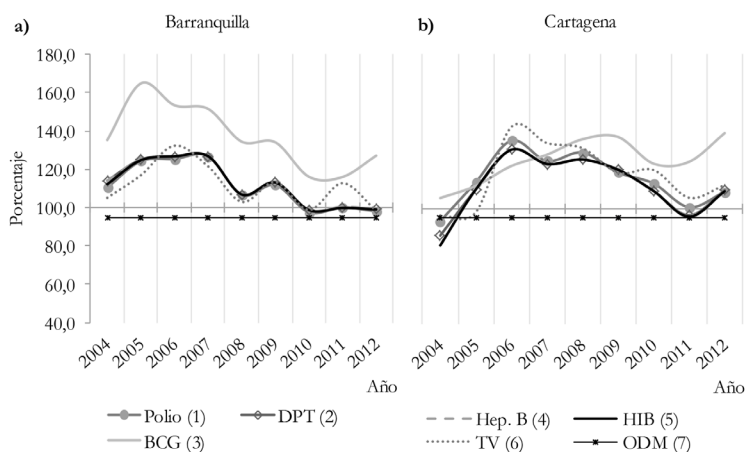 a) Barranquilla
b) Cartagena
Porcentaje
180,0
160,0
140,0
120,0
100,0
80,0
60,0
40,0
2004 2005 2006 2007 2008 2009 2010 2011 2012
Año
2004 2005 2006 2007 2008 2009 2010 2011 2012
Año
Polio (1) DPT (2)
BCG (3)
Hep. B (4) HIB (5)
TV (6) ODM (7)